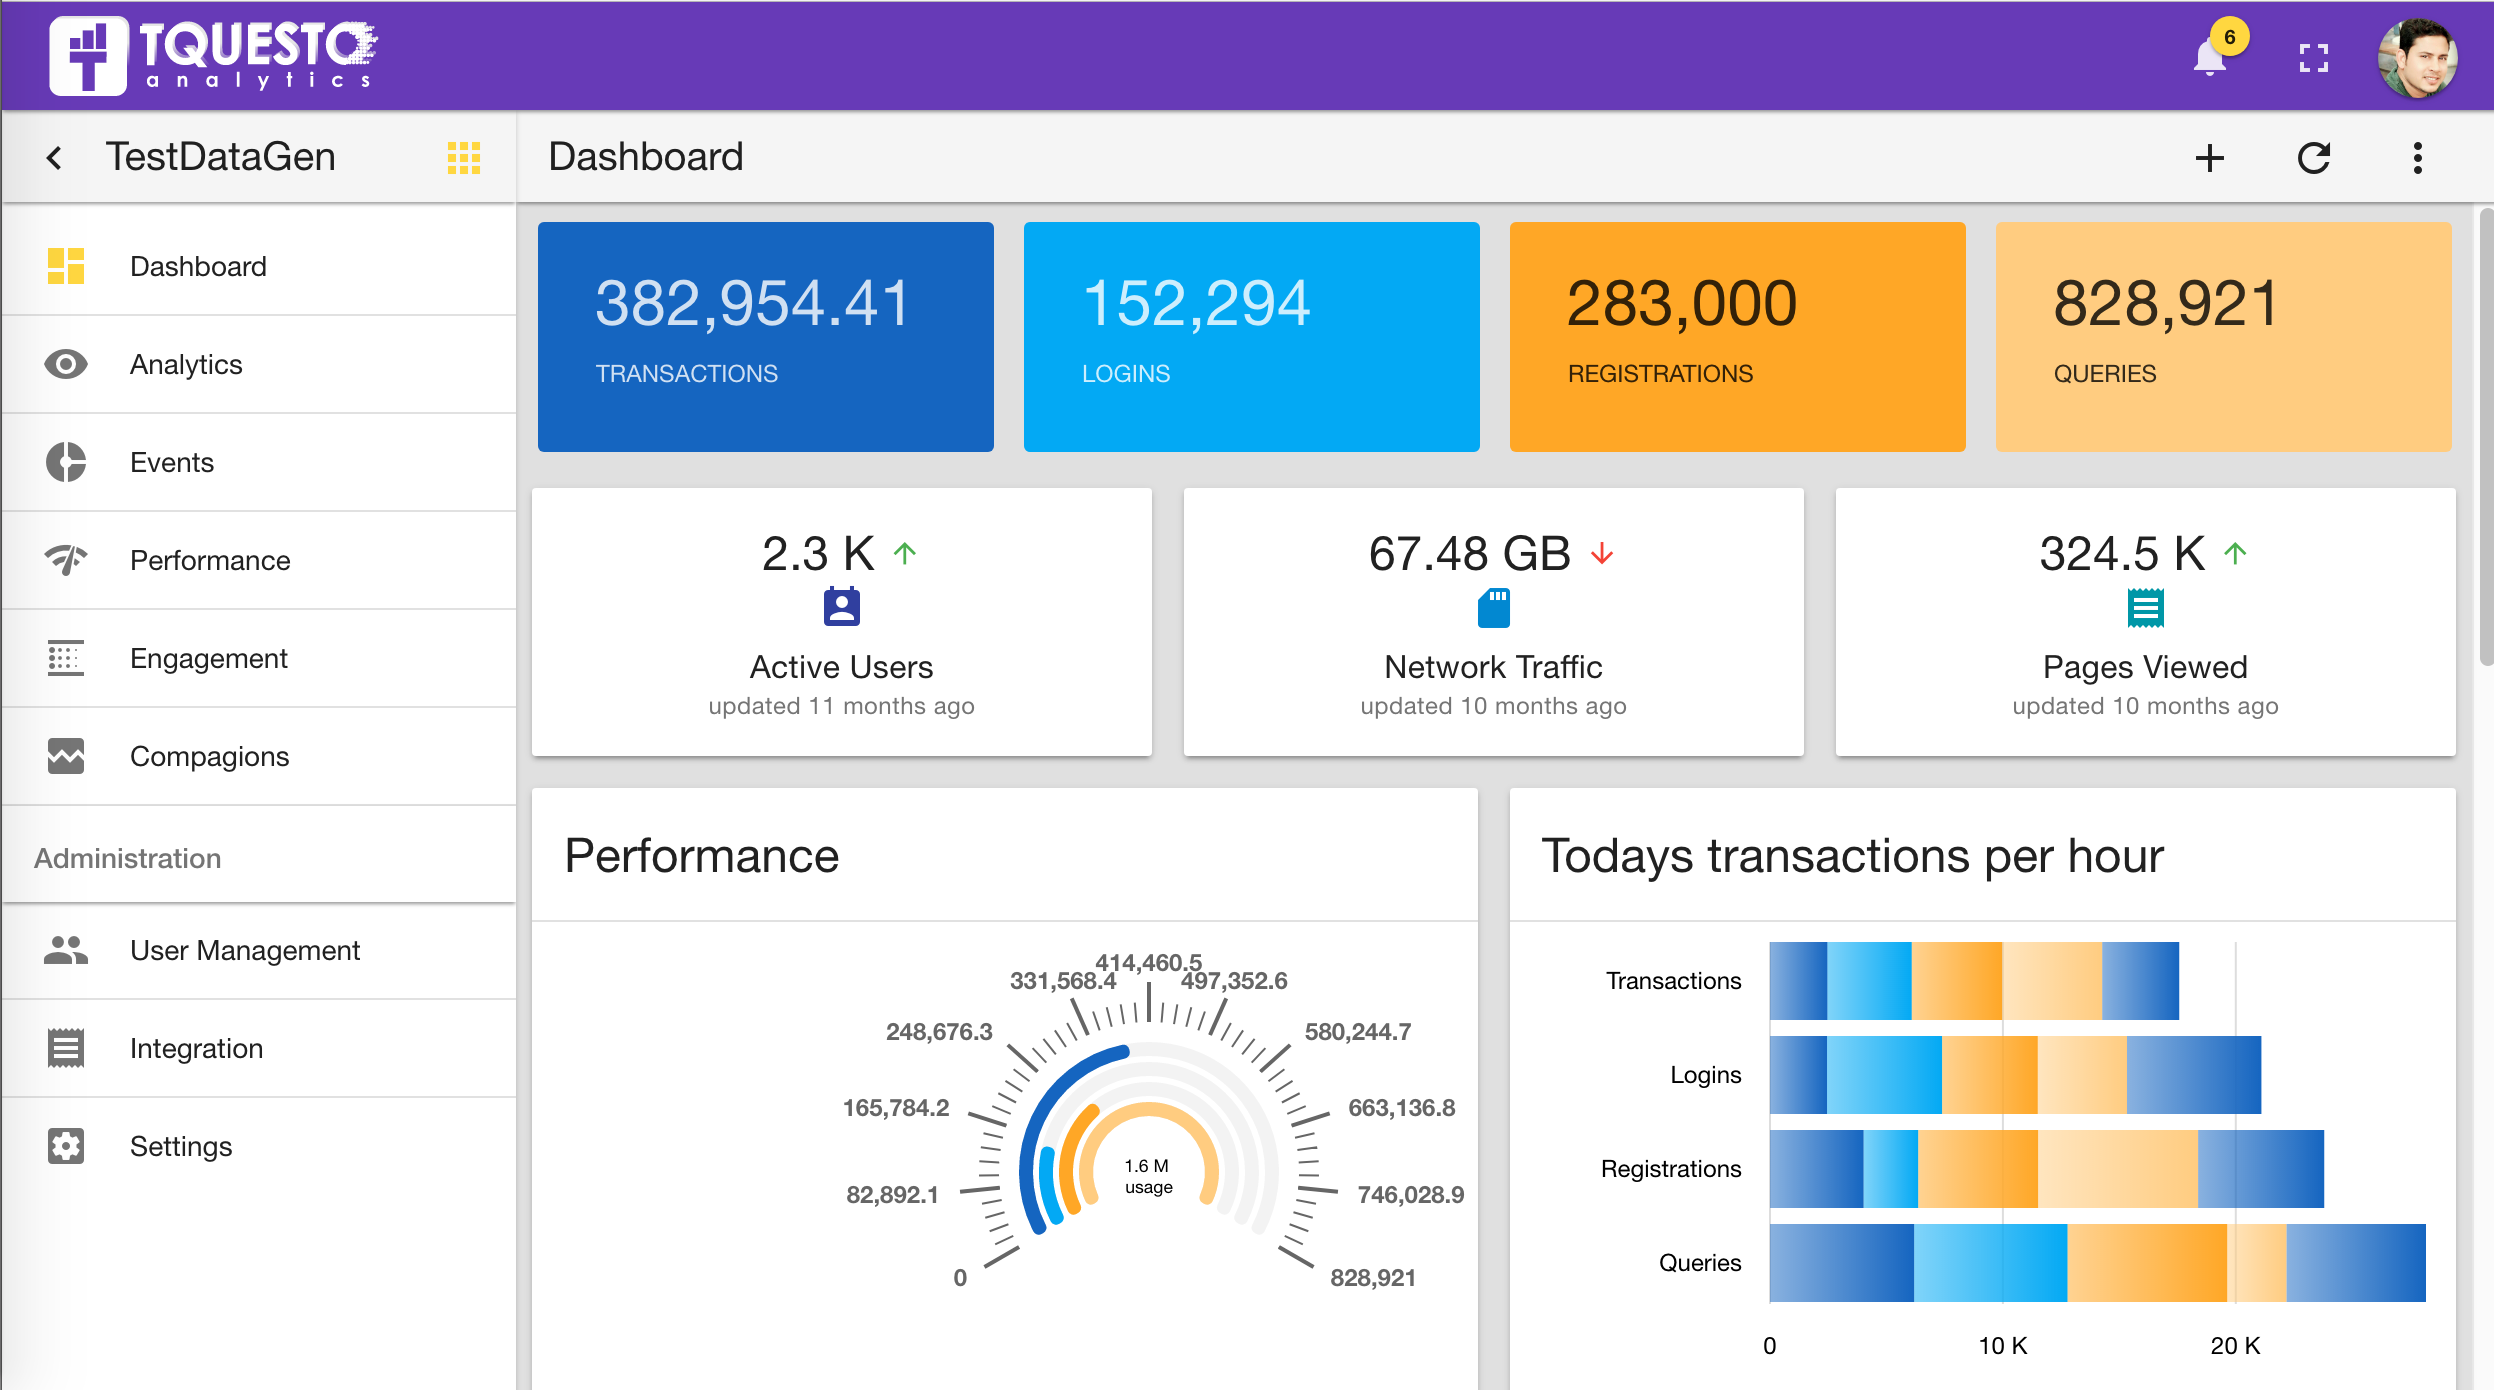 TQUESTO
analytics
6
TestDataGen
Dashboard
Dashboard
Analytics
Events
Performance
Engagement
Compagions
Administration
User Management
Integration
Settings
382,954.41
TRANSACTIONS
152,294
LOGINS
283,000
REGISTRATIONS
828,921
QUERIES
2.3 K
Active Users
updated 11 months ago
67.48 GB
Network Traffic
updated 10 months ago
324.5 K
Pages Viewed
updated 10 months ago
Performance
0
82,892.1
165,784.2
248,676.3
331,568.4
414,460.5
497,352.6
580,244.7
663,136.8
746,028.9
828,921
1.6 M
usage
Todays transactions per hour
Transactions
Logins
Registrations
Queries
0
10 K
20 K